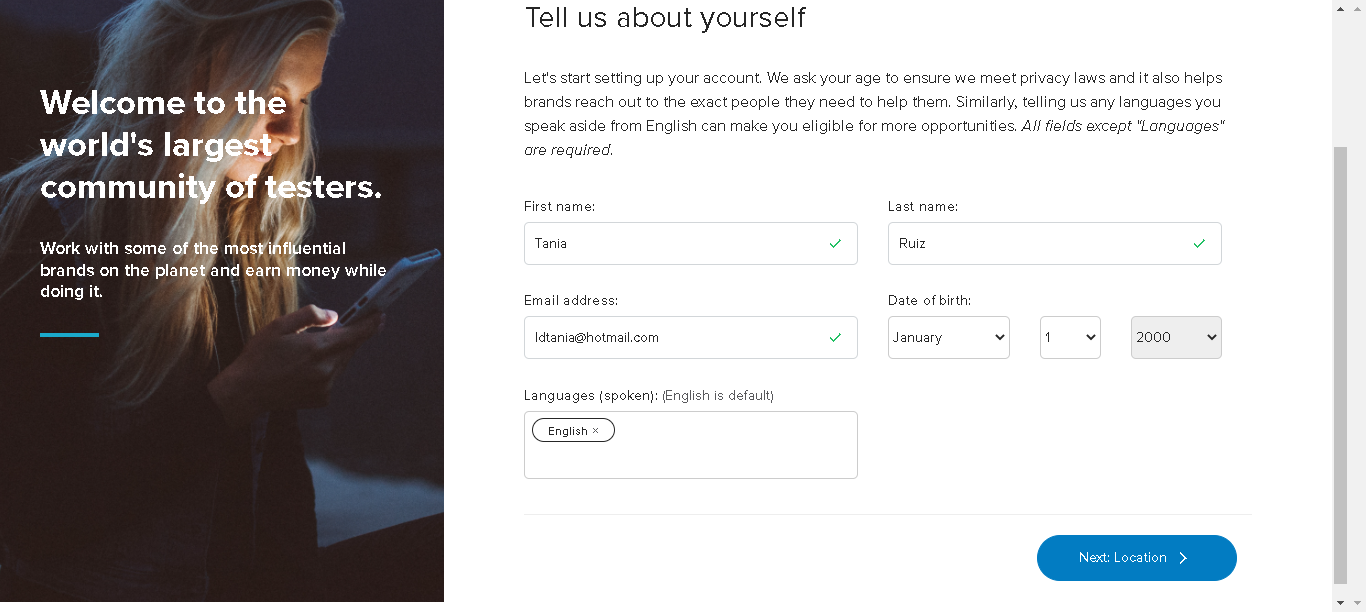 Welcome to the
world's largest
community of testers.
Work with some of the most influential
brands on the planet and earn money while
doing it.
Tell us about yourself
Let's start setting up your account. We ask your age to ensure we meet privacy laws and it also helps
brands reach out to the exact people they need to help them. Similarly, telling us any languages you
speak aside from English can make you eligible for more opportunities. All fields except "Languages"
are required.
First name:
Last name:
Tania
Ruiz
Email address:
Date of birth:
ldtania@hotmail.com
January
1
2000
Languages (spoken): (English is default)
English ×
Next: Location